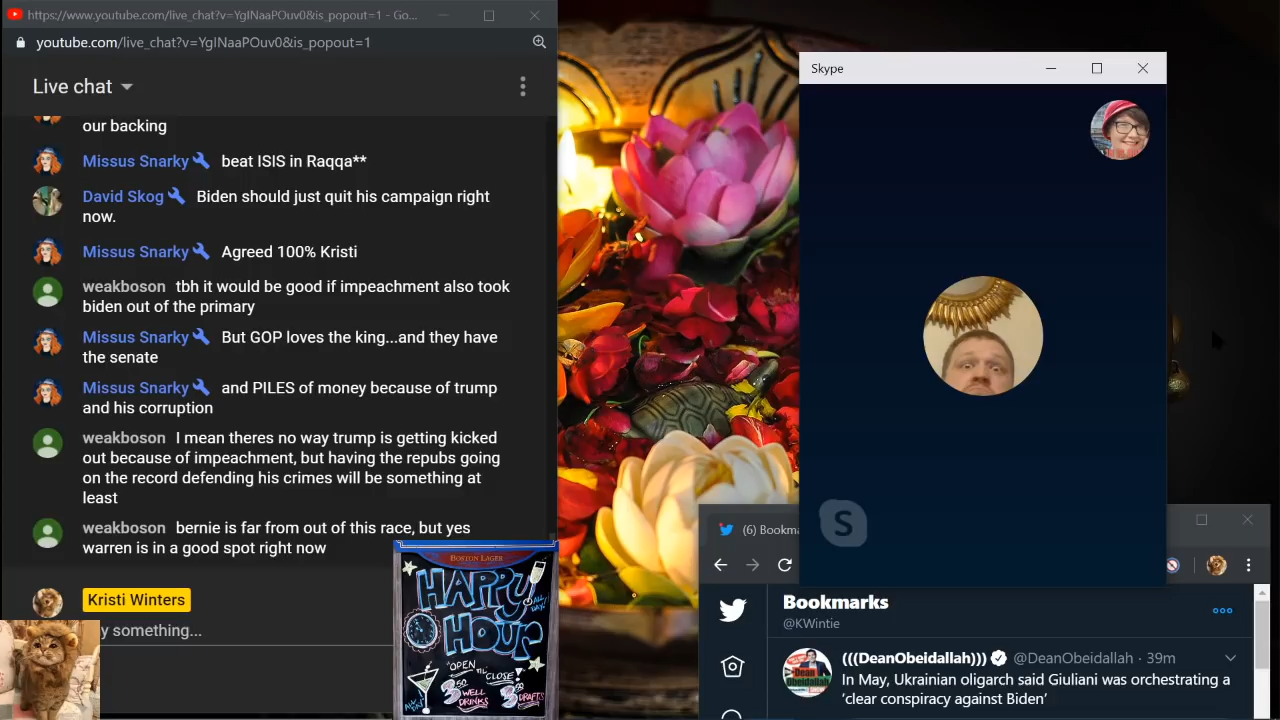 https://www.youtube.com/live_chat?v=YgINaaPOuv0&is_popout=1 - Go...
youtube.com/live_chat?v=YgINaaPOuv0&is_popout=1
Live chat
our backing
Missus Snarky beat ISIS in Raqqa**
David Skog Biden should just quit his campaign right
now.
Missus Snarky Agreed 100% Kristi
weakboson tbh it would be good if impeachment also took
biden out of the primary
Missus Snarky But GOP loves the king...and they have
the senate
Missus Snarky and PILES of money because of trump
and his corruption
weakboson I mean theres no way trump is getting kicked
out because of impeachment, but having the repubs going
on the record defending his crimes will be something at
least
weakboson bernie is far from out of this race, but yes
warren is in a good spot right now
Kristi Winters
y something...
BOSTON LAGER
HAPPY
ALL
DAY!
HOUR
"OPEN
'TIL
CLOSE!"
3.50
WELL
DRINKS
3
DRAFTS
Skype
S
(6) Bookma
Bookmarks
@KWintie
(((DeanObeidallah))) @DeanObeidallah · 39m
In May, Ukrainian oligarch said Giuliani was orchestrating a
'clear conspiracy against Biden'